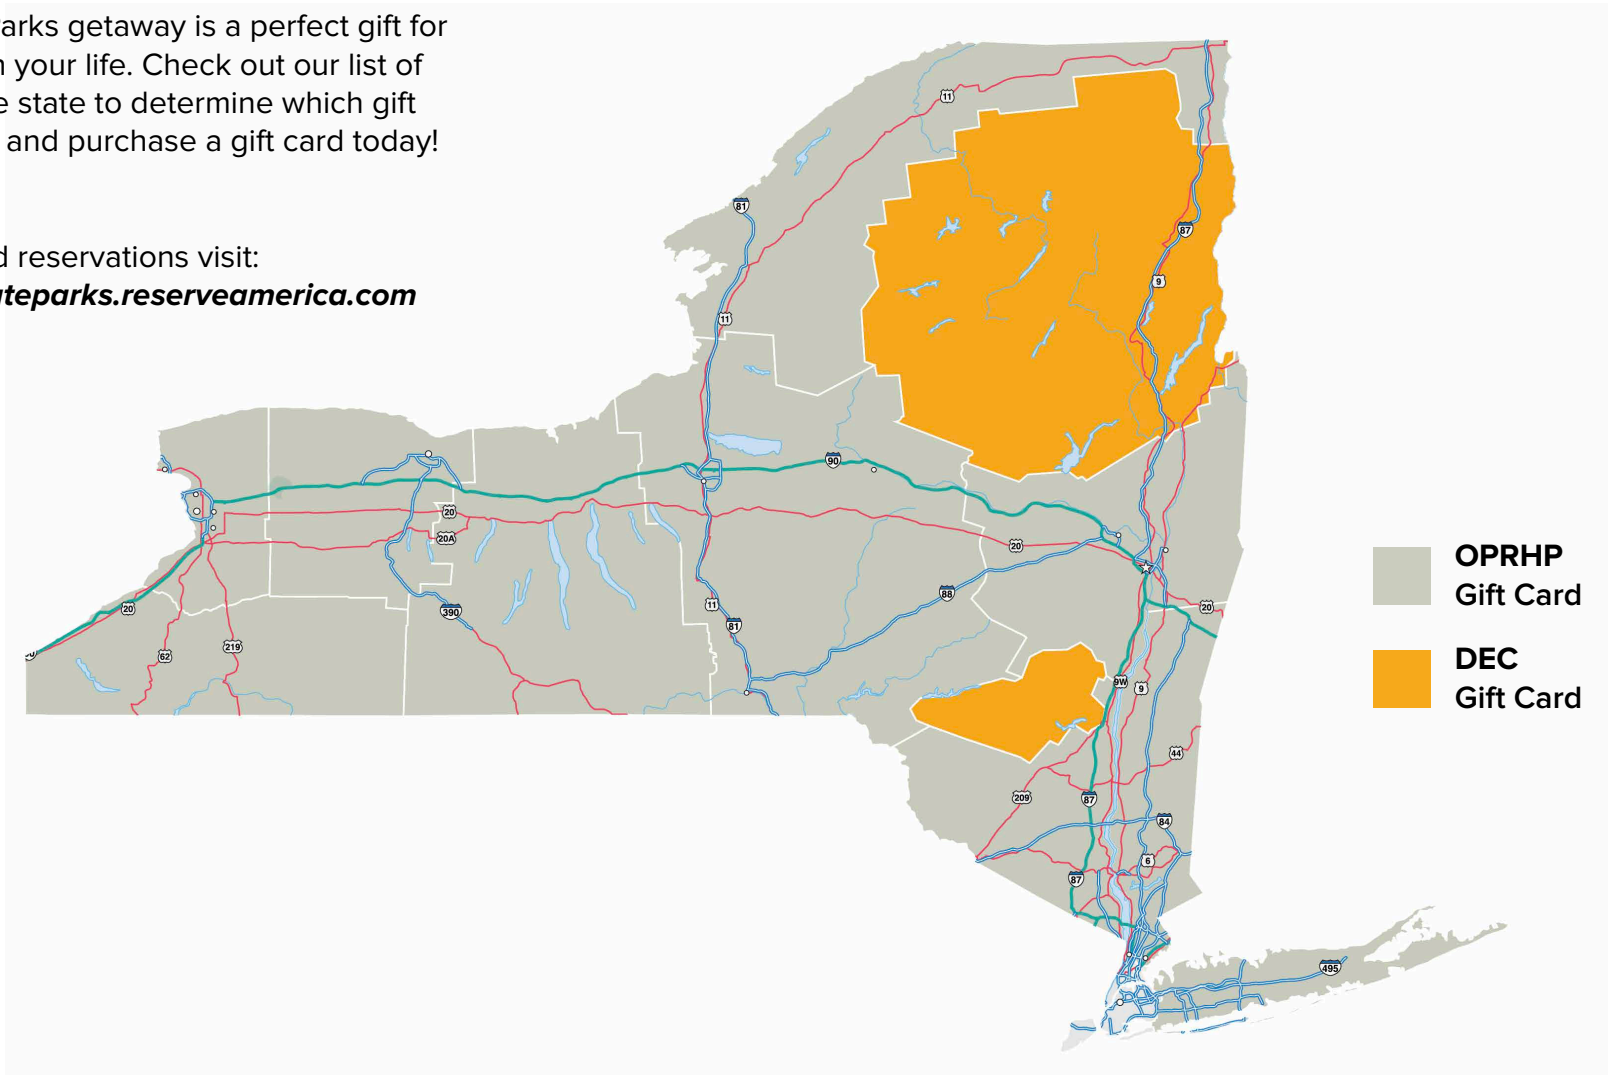 arks getaway is a perfect gift for
your life. Check out our list of
state to determine which gift
and purchase a gift card today!
reservations visit:
teparks.reserveamerica.com
11
81
87
9
11
90
20
20A
20
88
11
81
390
20
20
62
219
9W
9
44
209
87
84
6
87
495
OPRHP
Gift Card
DEC
Gift Card